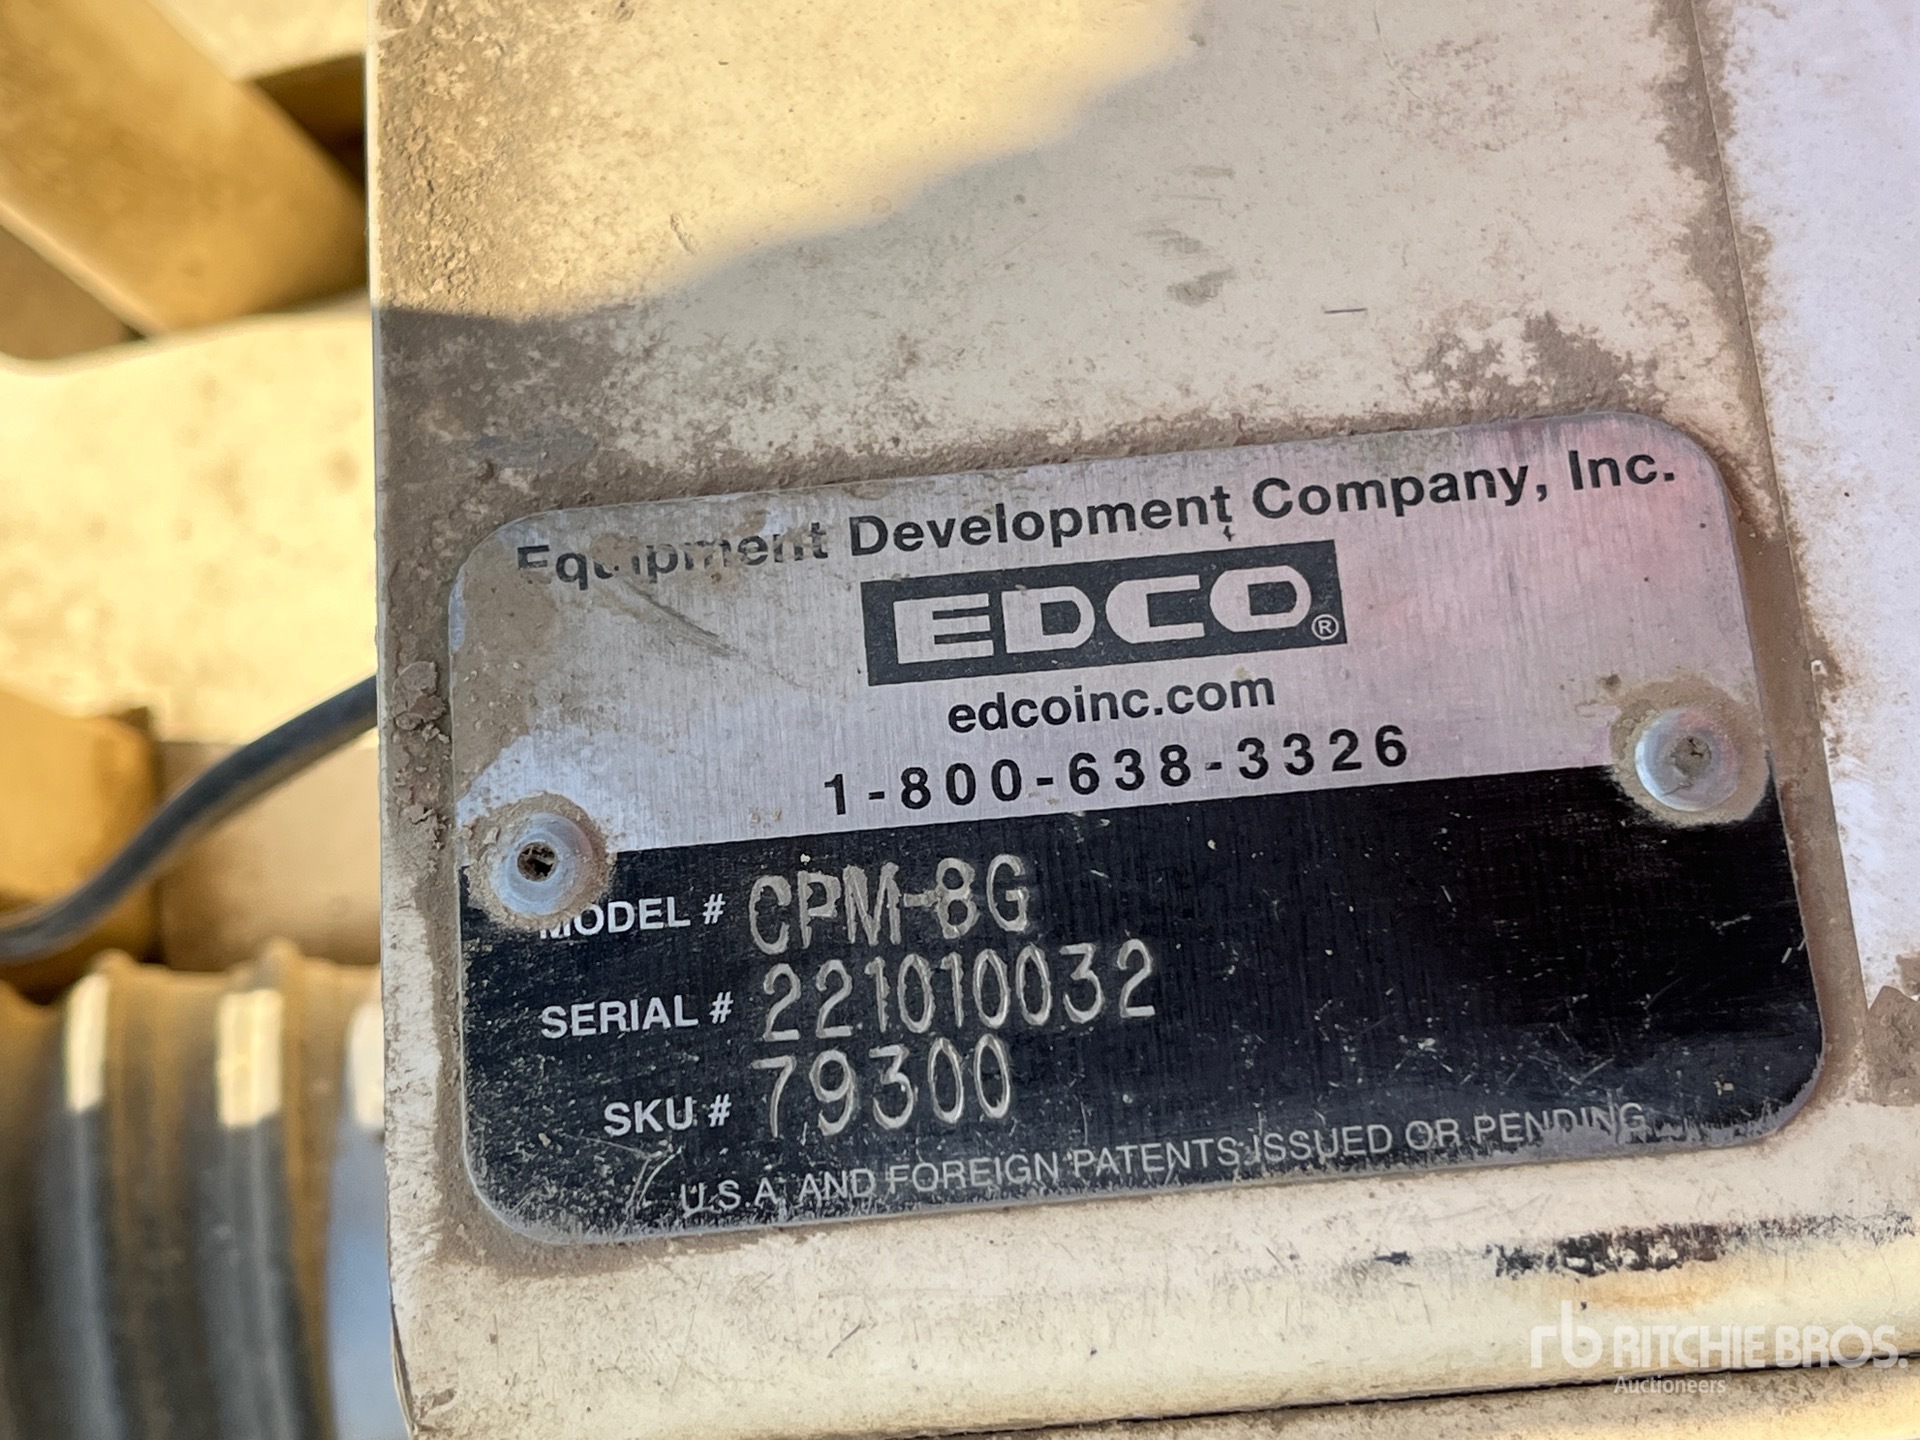 Equipment Development Company, Inc.
EDCO®
edcoinc.com
1-800-638-3326
MODEL # CPM-8G
SERIAL # 221010032
SKU # 79300
U.S.A. AND FOREIGN PATENTS ISSUED OR PENDING
rb RITCHIE BROS.
Auctioneers